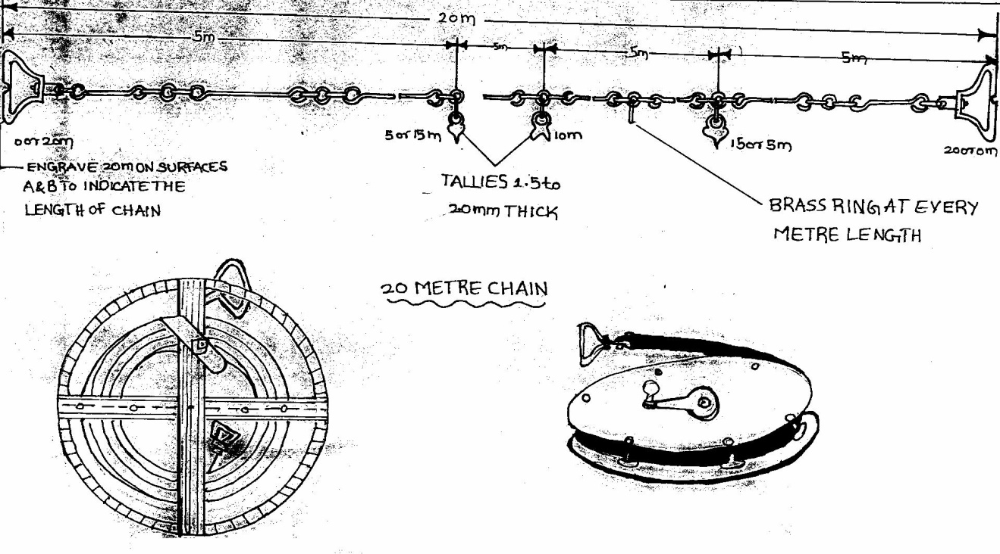 20m
5m
5m
5m
5m
0 or 20m
5 or 15m
10m
15 or 5m
20 or 0m
ENGRAVE 20m ON SURFACES
A & B TO INDICATE THE
LENGTH OF CHAIN
TALLIES 1.5 to
20mm THICK
BRASS RING AT EVERY
METRE LENGTH
20 METRE CHAIN